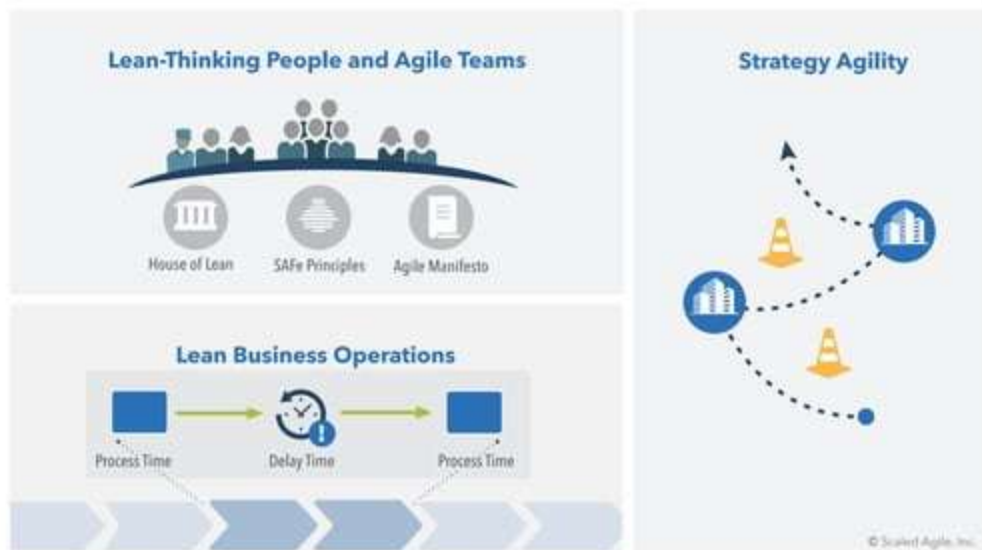 Lean-Thinking People and Agile Teams
House of Lean
SAFe Principles
Agile Manifesto
Lean Business Operations
Process Time
Delay Time
Process Time
Strategy Agility
© Scaled Agile, Inc.